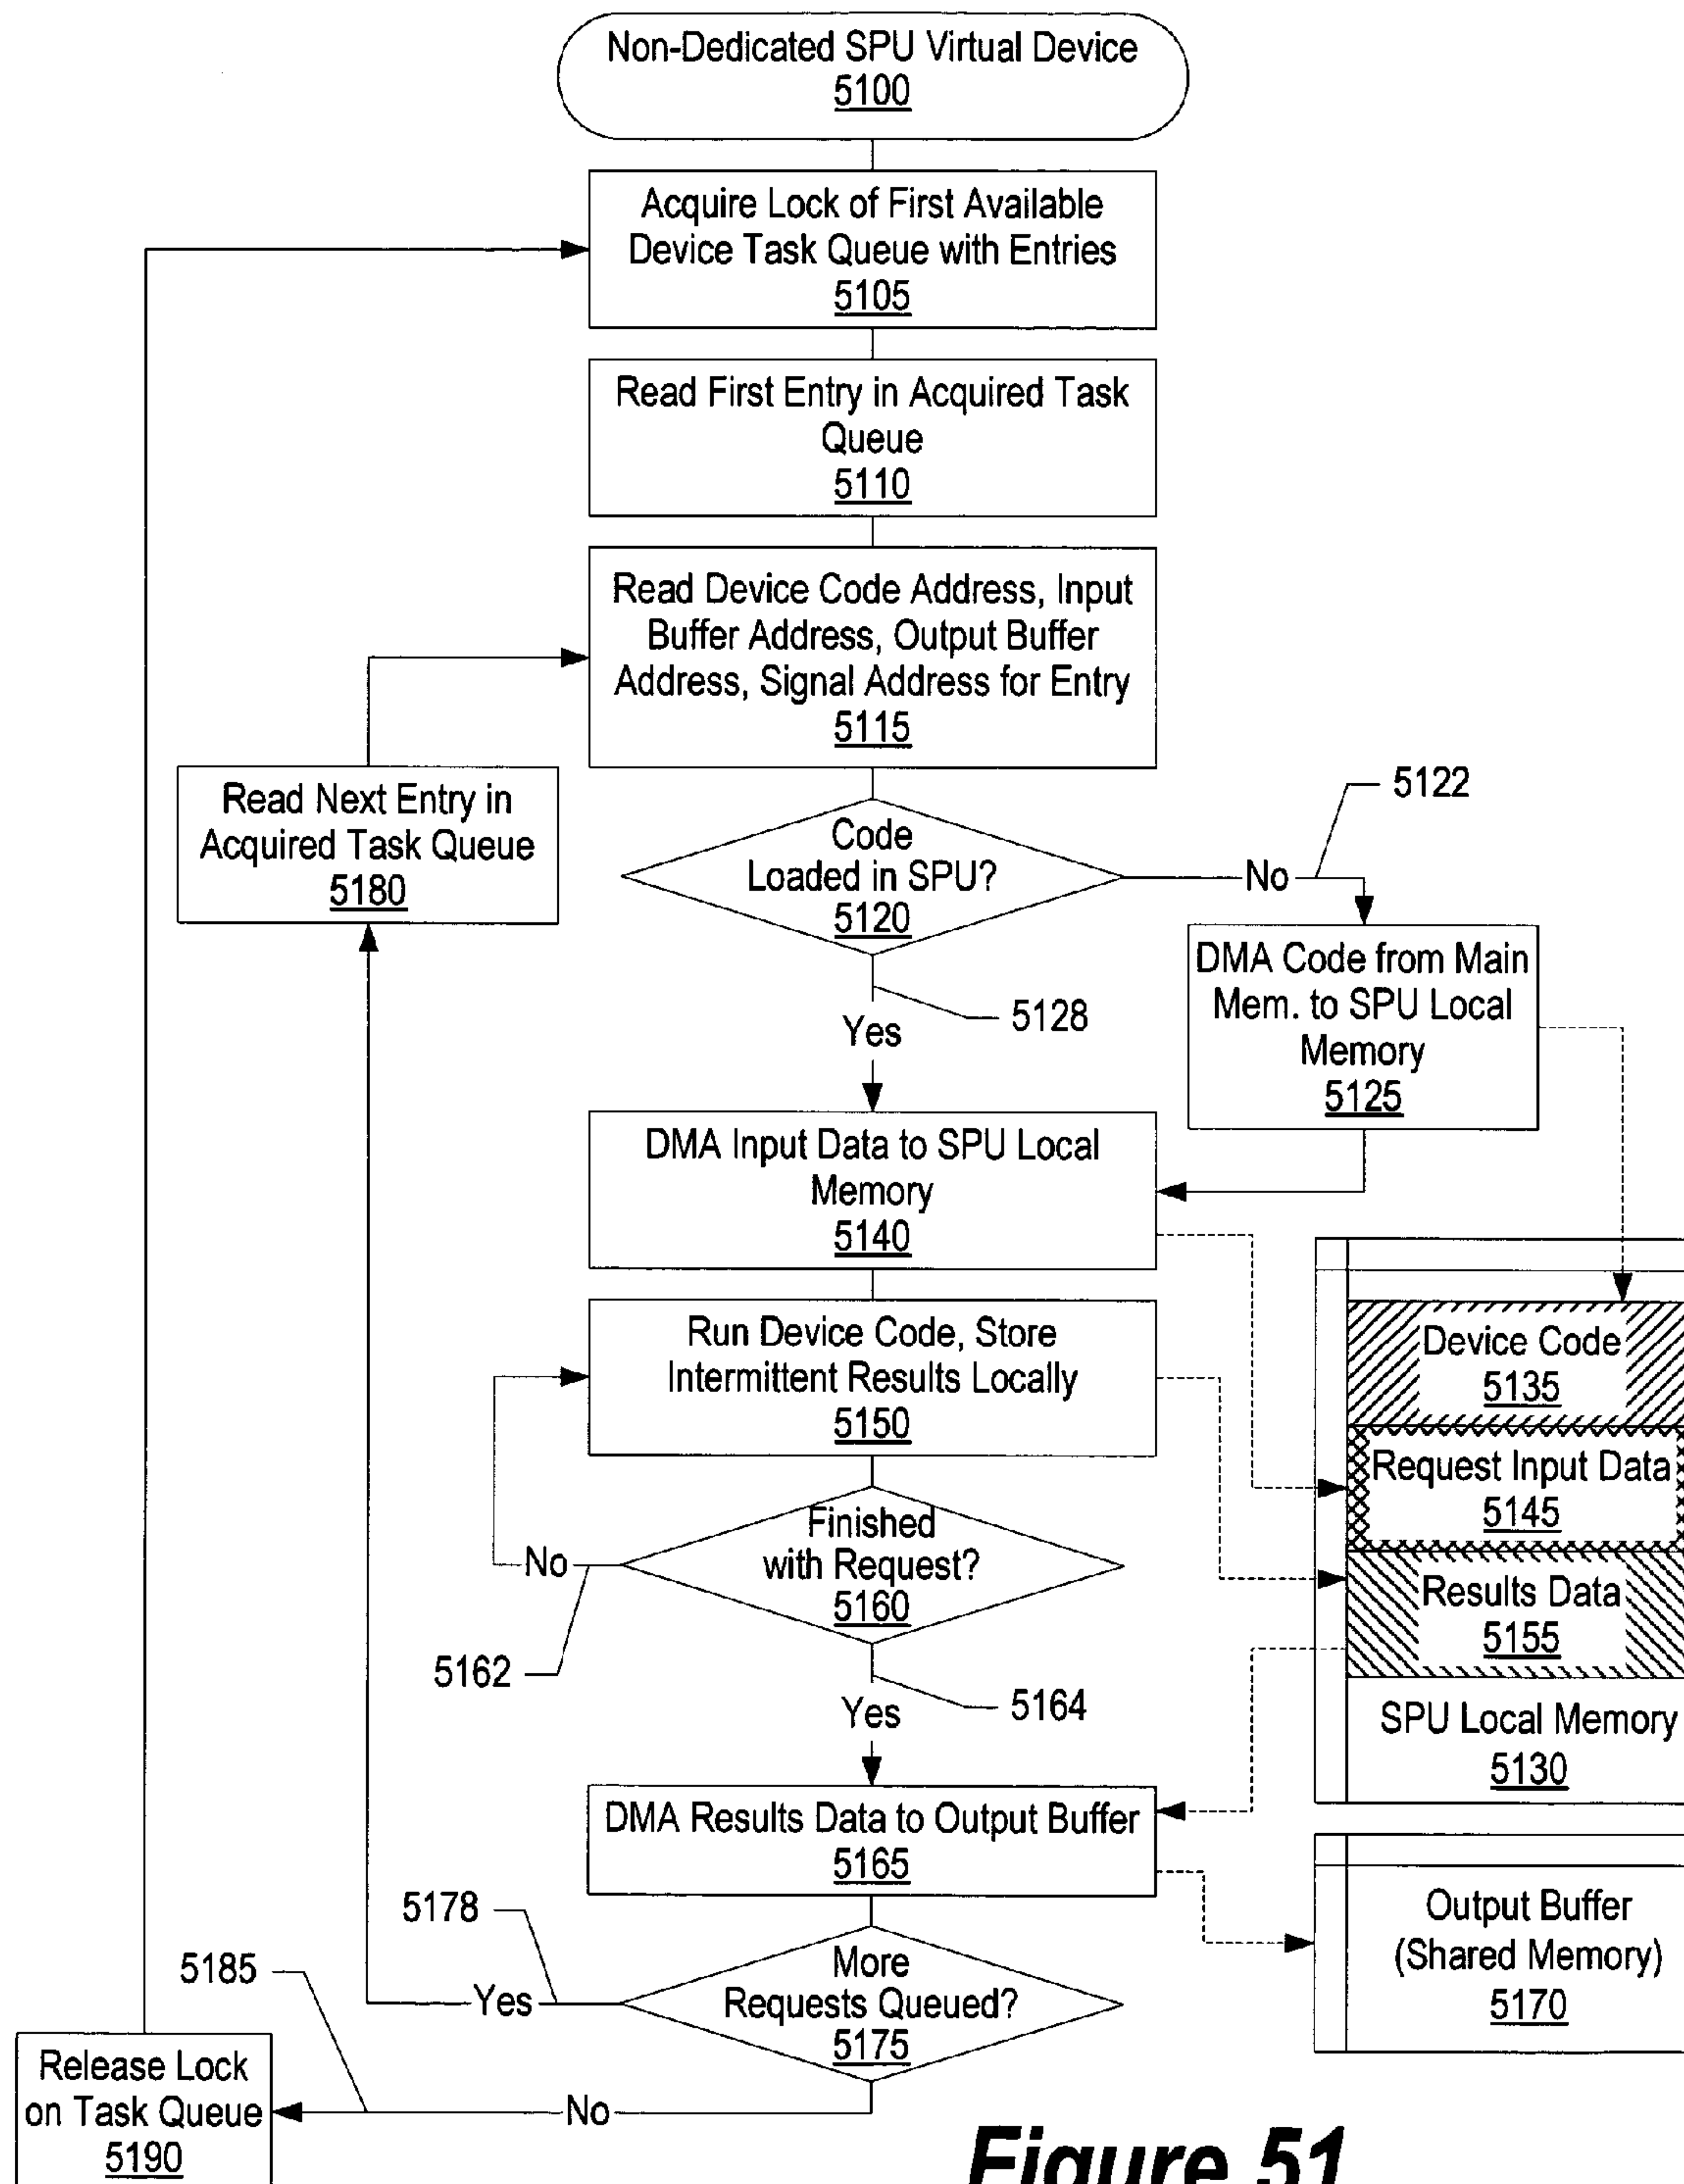 Non-Dedicated SPU Virtual Device
5100
Acquire Lock of First Available
Device Task Queue with Entries
5105
Read First Entry in Acquired Task
Queue
5110
Read Device Code Address, Input
Buffer Address, Output Buffer
Address, Signal Address for Entry
5115
Read Next Entry in
Acquired Task Queue
5180
Code
Loaded in SPU?
5120
No
5122
Yes
5128
DMA Code from Main
Mem. to SPU Local
Memory
5125
DMA Input Data to SPU Local
Memory
5140
Run Device Code, Store
Intermittent Results Locally
5150
Device Code
5135
Request Input Data
5145
Results Data
5155
SPU Local Memory
5130
Finished
with Request?
5160
No
5162
Yes
5164
DMA Results Data to Output Buffer
5165
Output Buffer
(Shared Memory)
5170
More
Requests Queued?
5175
Yes
5178
No
5185
Release Lock
on Task Queue
5190
Figure 51